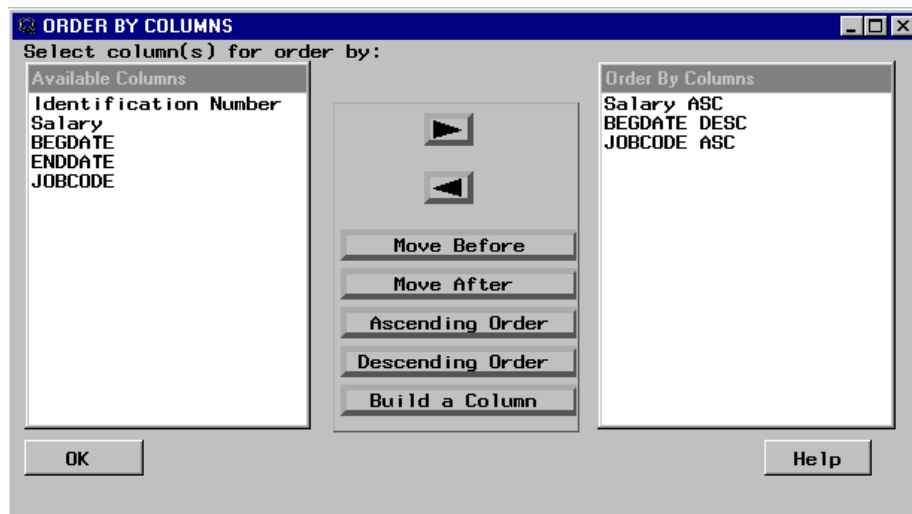 ORDER BY COLUMNS
Select column(s) for order by:
Available Columns
Identification Number
Salary
BEGDATE
ENDDATE
JOBCODE
Move Before
Move After
Ascending Order
Descending Order
Build a Column
Order By Columns
Salary ASC
BEGDATE DESC
JOBCODE ASC
OK
Help